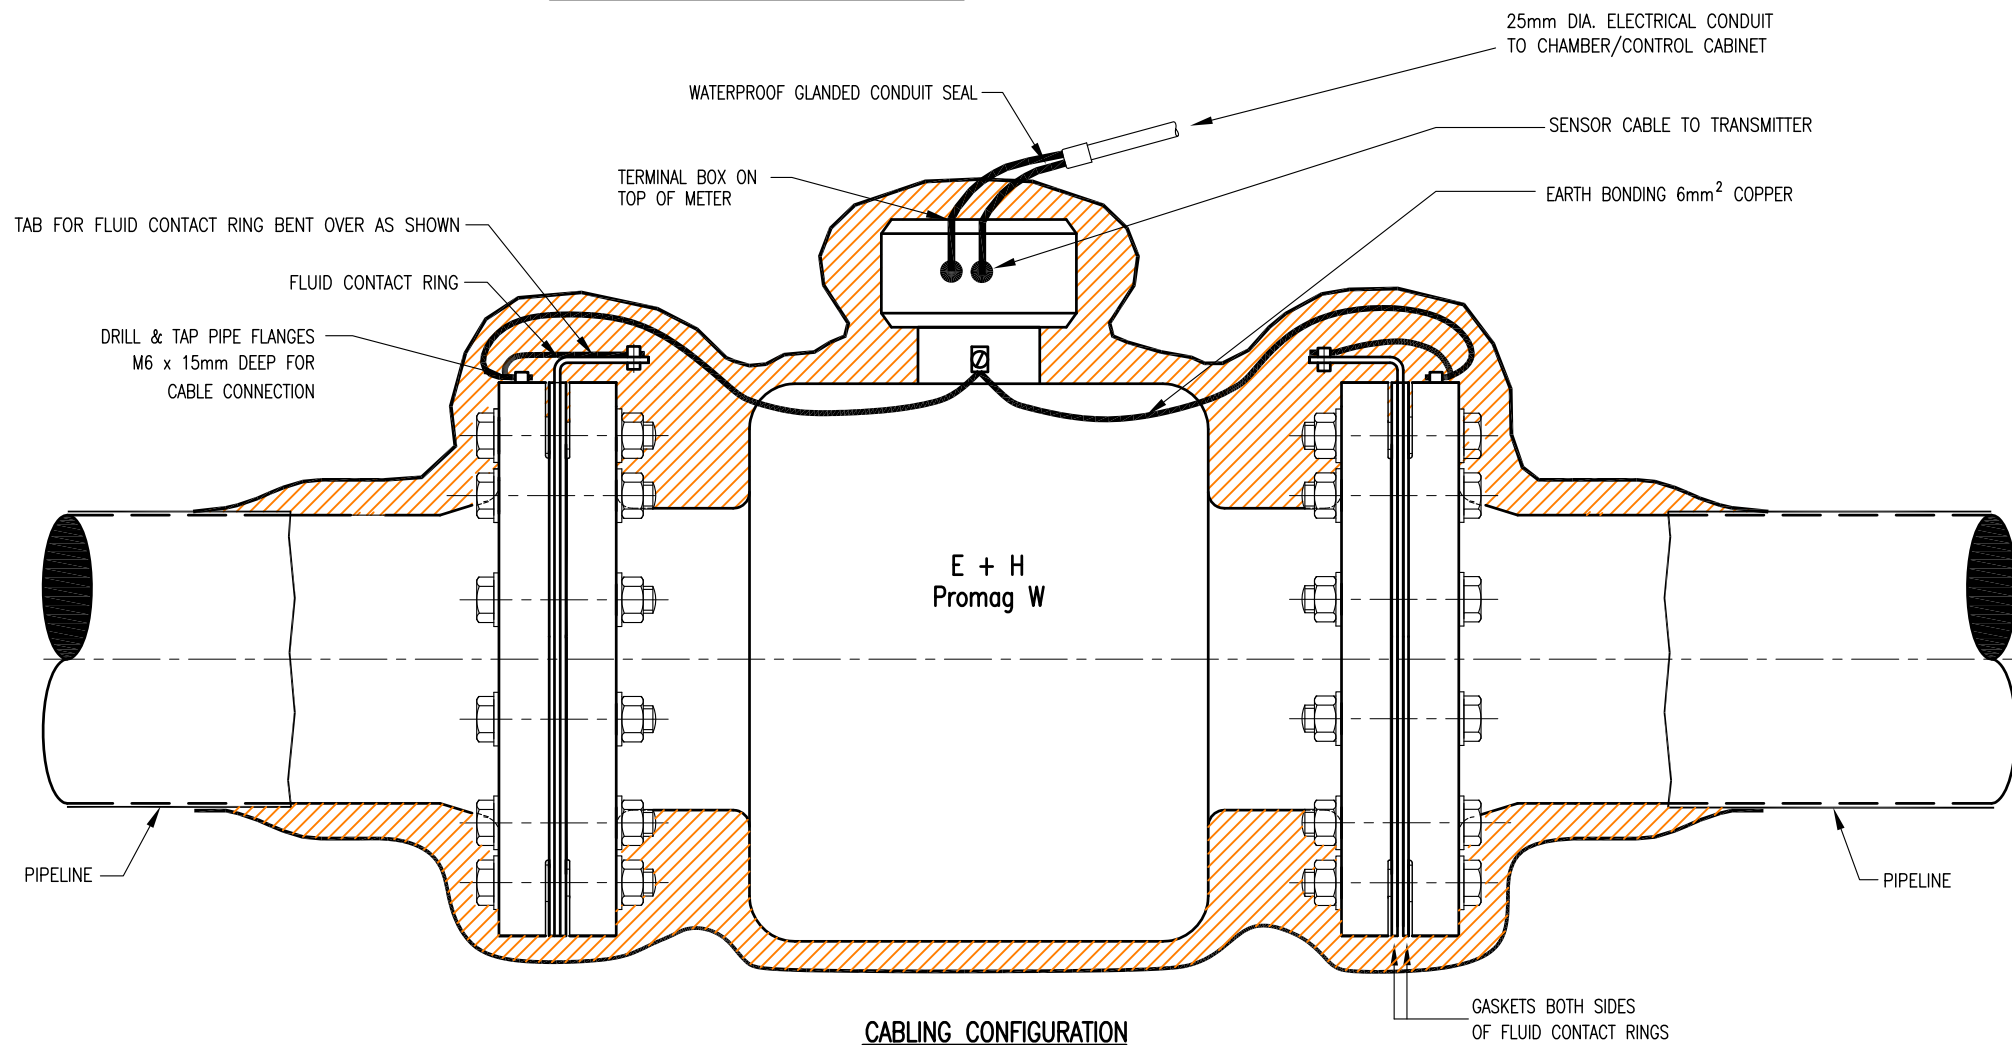 25mm DIA. ELECTRICAL CONDUIT
TO CHAMBER/CONTROL CABINET
WATERPROOF GLANDED CONDUIT SEAL
SENSOR CABLE TO TRANSMITTER
TERMINAL BOX ON
TOP OF METER
EARTH BONDING 6mm² COPPER
TAB FOR FLUID CONTACT RING BENT OVER AS SHOWN
FLUID CONTACT RING
DRILL & TAP PIPE FLANGES
M6 x 15mm DEEP FOR
CABLE CONNECTION
E + H
Promag W
PIPELINE
PIPELINE
GASKETS BOTH SIDES
OF FLUID CONTACT RINGS
CABLING CONFIGURATION